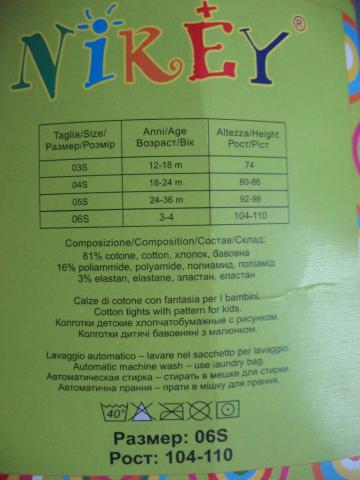 NiREY ®
Taglia/Size/ Размер/Розмір Anni/Age Возраст/Вік Altezza/Height Рост/Ріст
03S 12-18 m 74
04S 18-24 m 80-86
05S 24-36 m 92-98
06S 3-4 104-110
Composizione/Composition/Состав/Склад:
81% cotone, cotton, хлопок, бавовна
16% poliammide, polyamide, полиамид, поліамід
3% elastan, elastane, эластан, еластан
Calze di cotone con fantasia per I bambini.
Cotton tights with pattern for kids.
Колготки детские хлопчатобумажные с рисунком.
Колготки дитячі бавовняні з малюнком.
Lavaggio automatico – lavare nel sacchetto per lavaggio.
Automatic machine wash – use laundry bag.
Автоматическая стирка – стирать в мешке для стирки.
Автоматична прання – прати в мішку для прання.
40°
Размер: 06S
Рост: 104-110